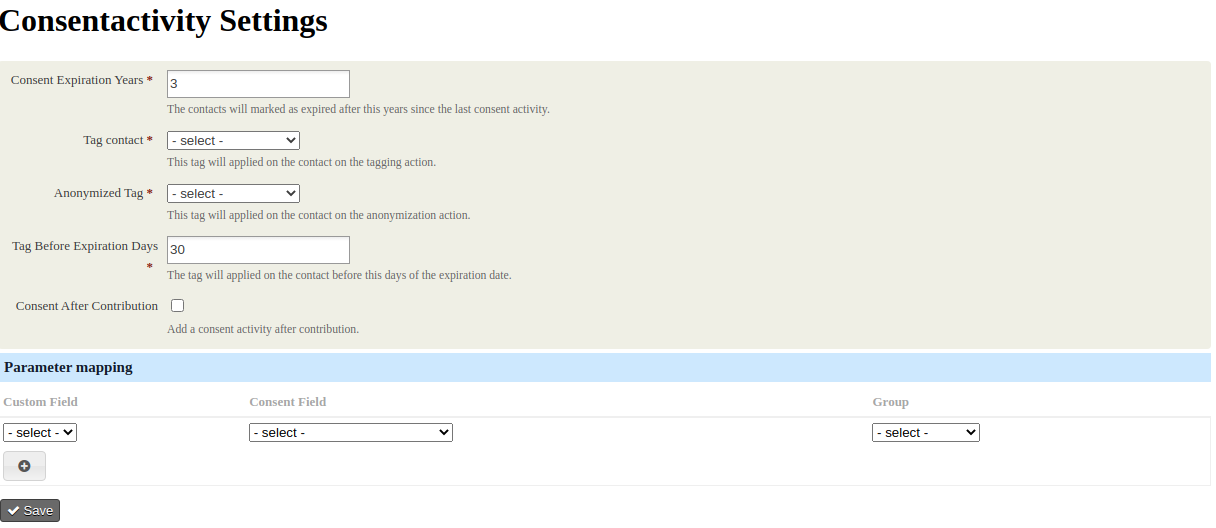 Consentactivity Settings
Consent Expiration Years *
3
The contacts will marked as expired after this years since the last consent activity.
Tag contact *
- select -
This tag will applied on the contact on the tagging action.
Anonymized Tag *
- select -
This tag will applied on the contact on the anonymization action.
Tag Before Expiration Days
*
30
The tag will applied on the contact before this days of the expiration date.
Consent After Contribution
Add a consent activity after contribution.
Parameter mapping
Custom Field Consent Field Group
- select - - select - - select -
Save